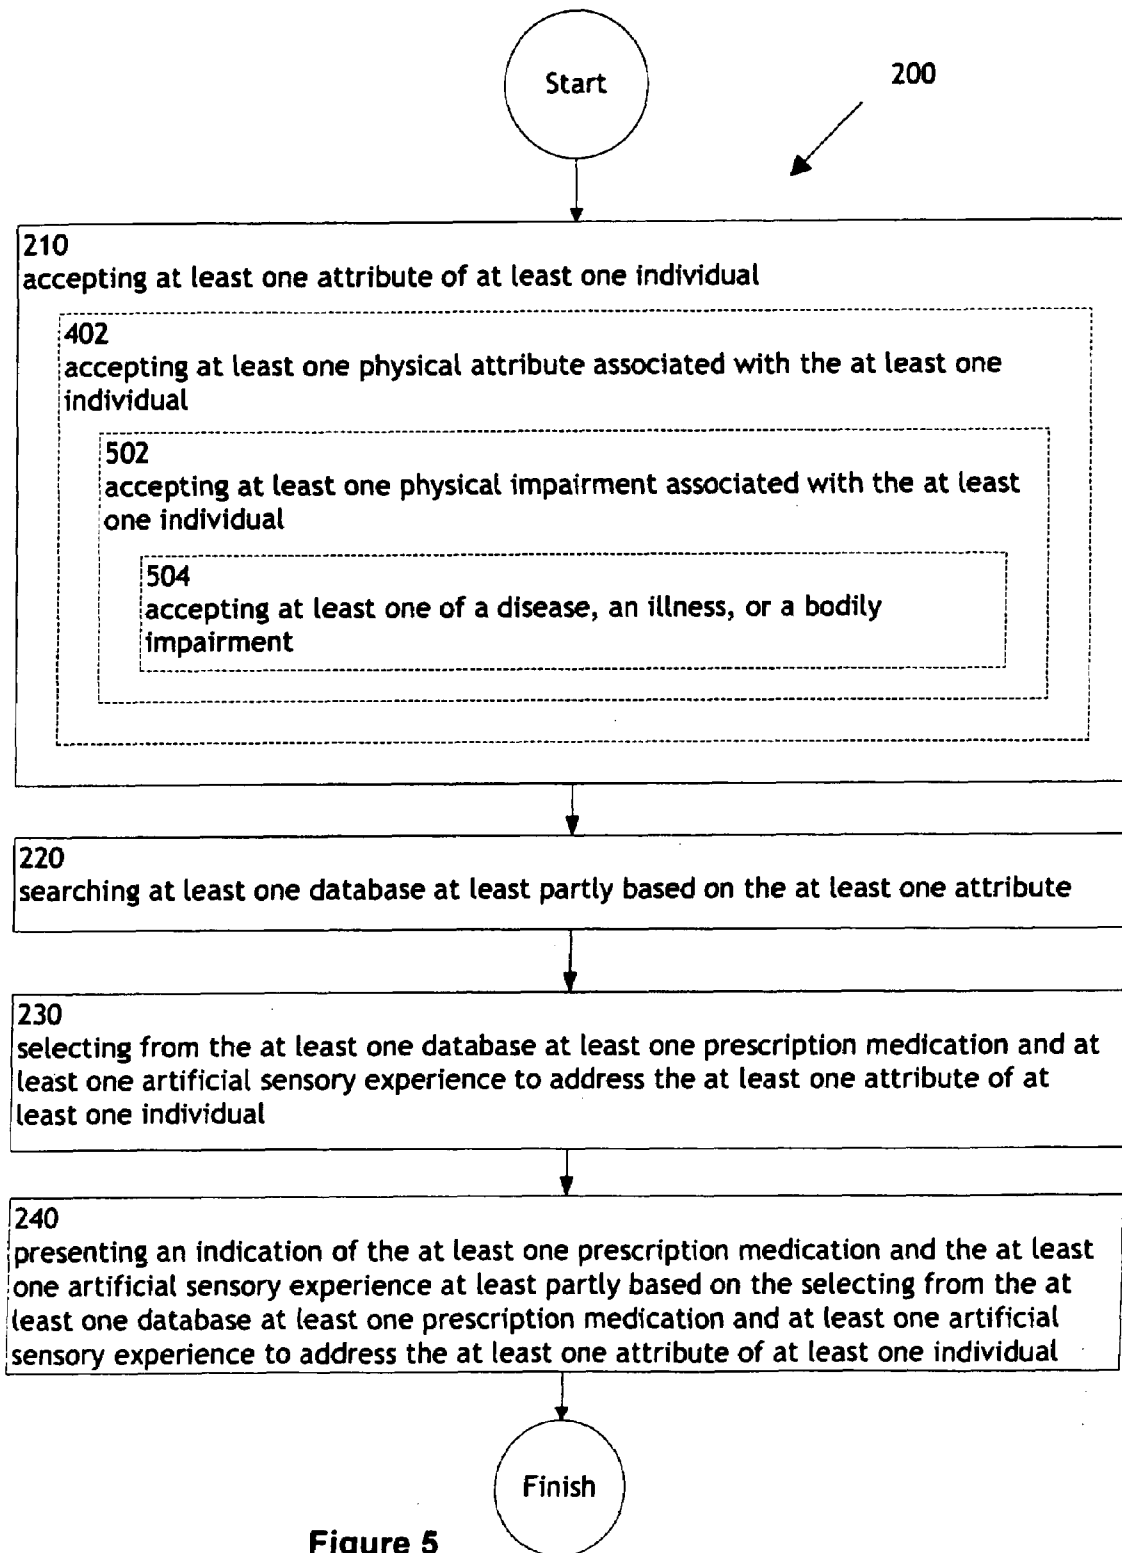 Start
200
210
accepting at least one attribute of at least one individual
402
accepting at least one physical attribute associated with the at least one
individual
502
accepting at least one physical impairment associated with the at least
one individual
504
accepting at least one of a disease, an illness, or a bodily
impairment
220
searching at least one database at least partly based on the at least one attribute
230
selecting from the at least one database at least one prescription medication and at
least one artificial sensory experience to address the at least one attribute of at
least one individual
240
presenting an indication of the at least one prescription medication and the at least
one artificial sensory experience at least partly based on the selecting from the at
least one database at least one prescription medication and at least one artificial
sensory experience to address the at least one attribute of at least one individual
Finish
Figure 5